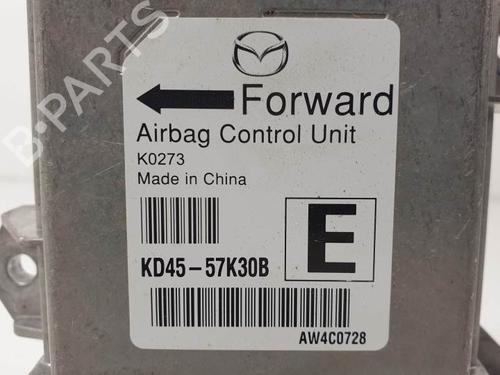 Forward
Airbag Control Unit
K0273
Made in China
E
KD45-57K30B
AW4C0728
B-PARTS